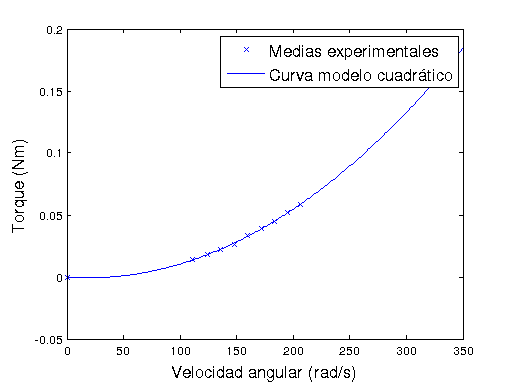 0.2
Medias experimentales
Curva modelo cuadrático
0.15
0.1
0.05
0
-0.05
Torque (Nm)
0 50 100 150 200 250 300 350
Velocidad angular (rad/s)